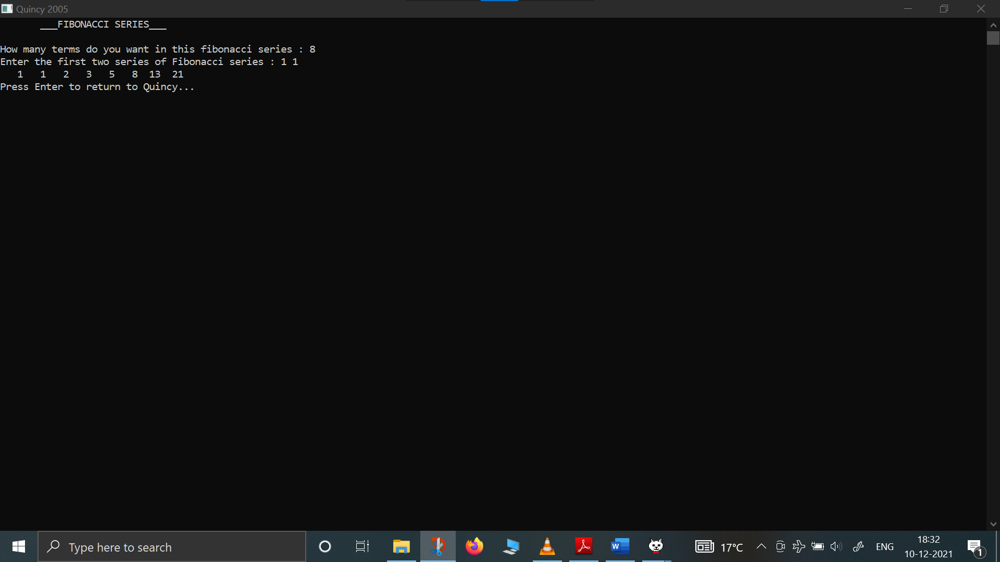 Quincy 2005
___FIBONACCI SERIES___
How many terms do you want in this fibonacci series : 8
Enter the first two series of Fibonacci series : 1 1
1 1 2 3 5 8 13 21
Press Enter to return to Quincy...
Type here to search
W
17°C
ENG
18:32
10-12-2021
1